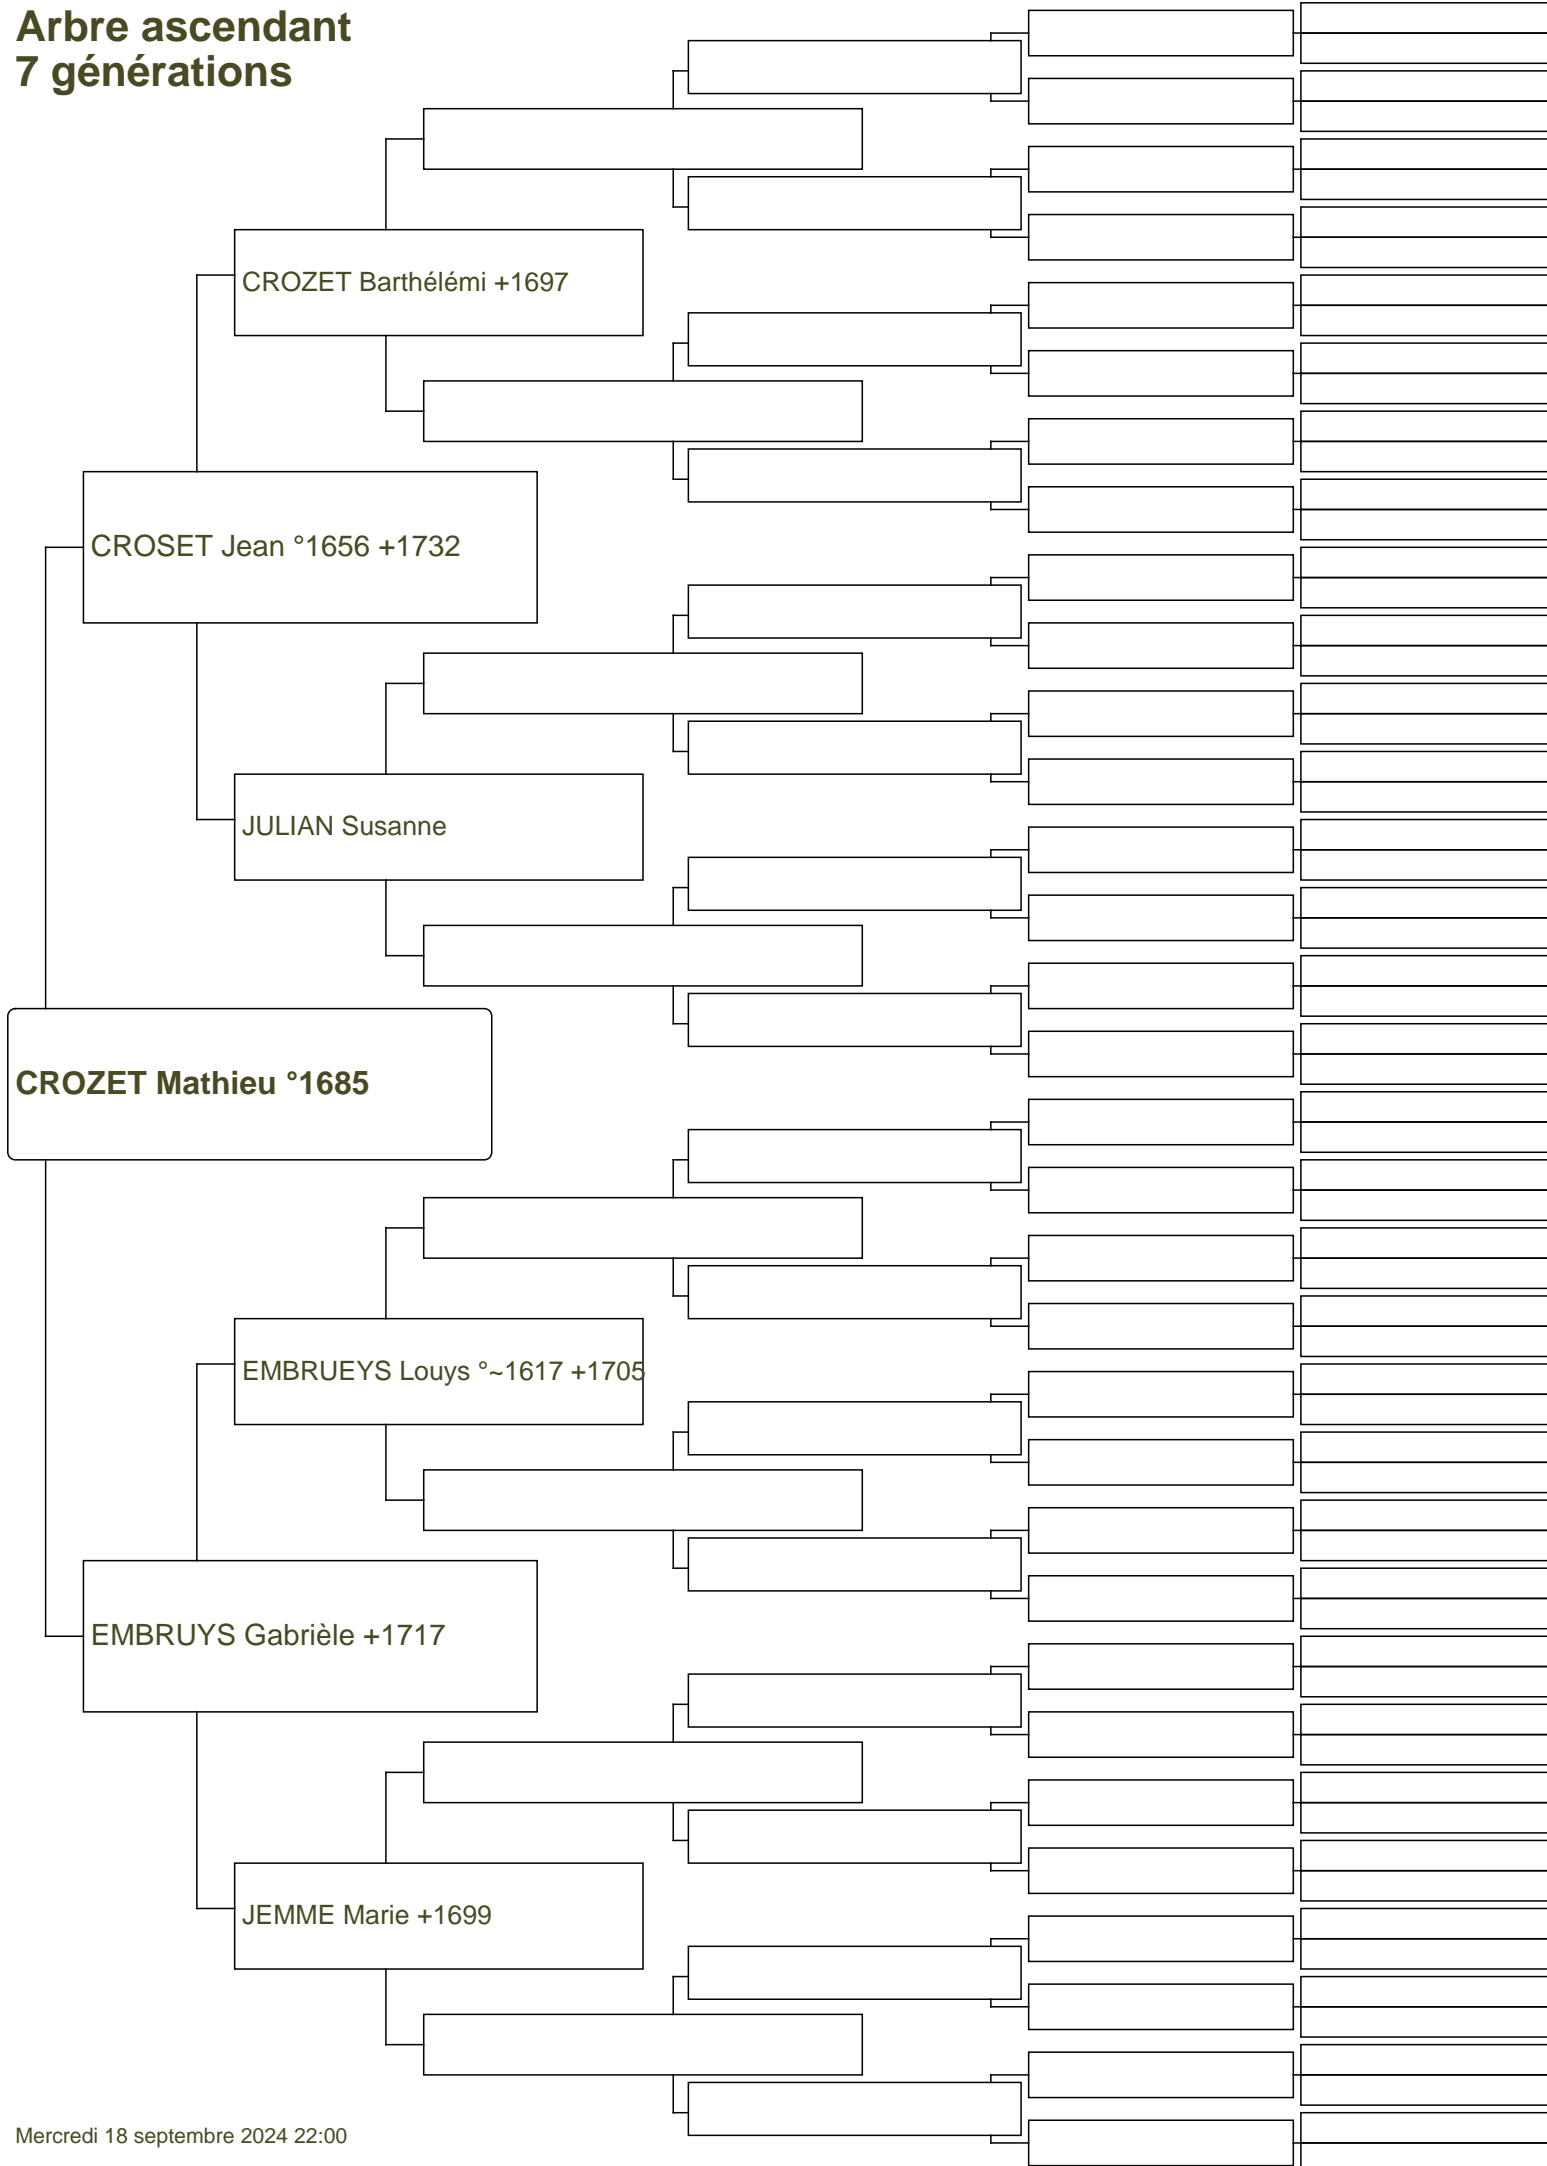 Arbre ascendant
7 générations
CROZET Barthélémi +1697
CROSET Jean °1656 +1732
JULIAN Susanne
CROZET Mathieu °1685
EMBRUEYS Louys °~1617 +1705
EMBRUYS Gabrièle +1717
JEMME Marie +1699
Mercredi 18 septembre 2024 22:00